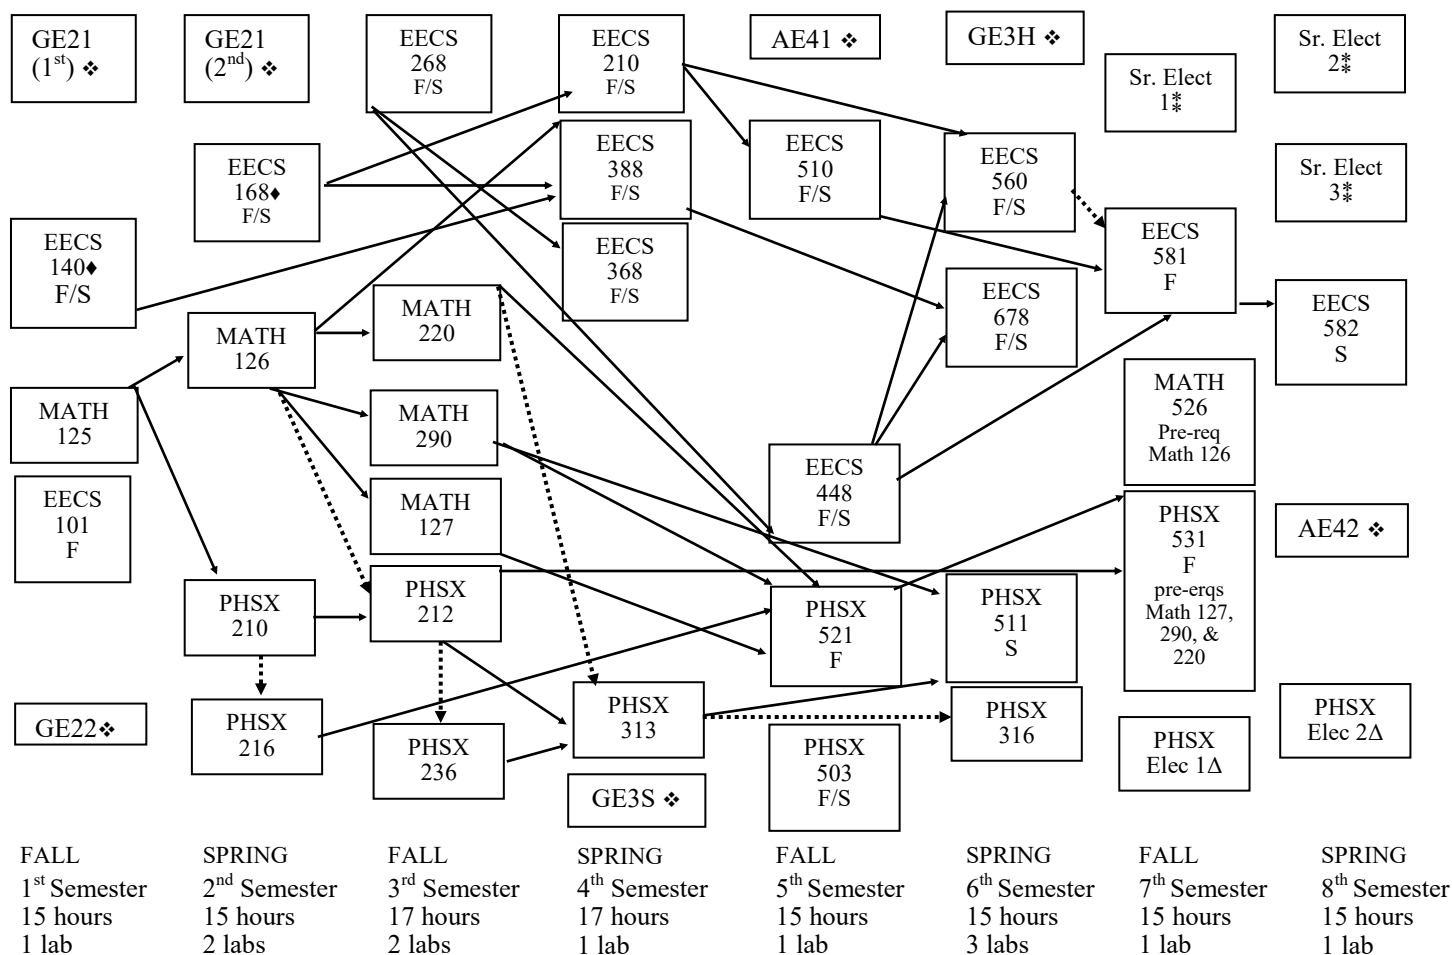 GE21
(1st) ❖
EECS
140♦
F/S
MATH
125
EECS
101
F
GE22❖
GE21
(2nd) ❖
EECS
168♦
F/S
MATH
126
PHSX
210
PHSX
216
EECS
268
F/S
MATH
220
MATH
290
MATH
127
PHSX
212
PHSX
236
EECS
210
F/S
EECS
388
F/S
EECS
368
F/S
PHSX
313
GE3S ❖
AE41 ❖
EECS
510
F/S
EECS
448
F/S
PHSX
521
F
PHSX
503
F/S
GE3H ❖
EECS
560
F/S
EECS
678
F/S
PHSX
511
S
PHSX
316
Sr. Elect
1⁑
EECS
581
F
MATH
526
Pre-req
Math 126
PHSX
531
F
pre-erqs
Math 127,
290, &
220
PHSX
Elec 1Δ
Sr. Elect
2⁑
Sr. Elect
3⁑
EECS
582
S
AE42 ❖
PHSX
Elec 2Δ
FALL
1st Semester
15 hours
1 lab
SPRING
2nd Semester
15 hours
2 labs
FALL
3rd Semester
17 hours
2 labs
SPRING
4th Semester
17 hours
1 lab
FALL
5th Semester
15 hours
1 lab
SPRING
6th Semester
15 hours
3 labs
FALL
7th Semester
15 hours
1 lab
SPRING
8th Semester
15 hours
1 lab